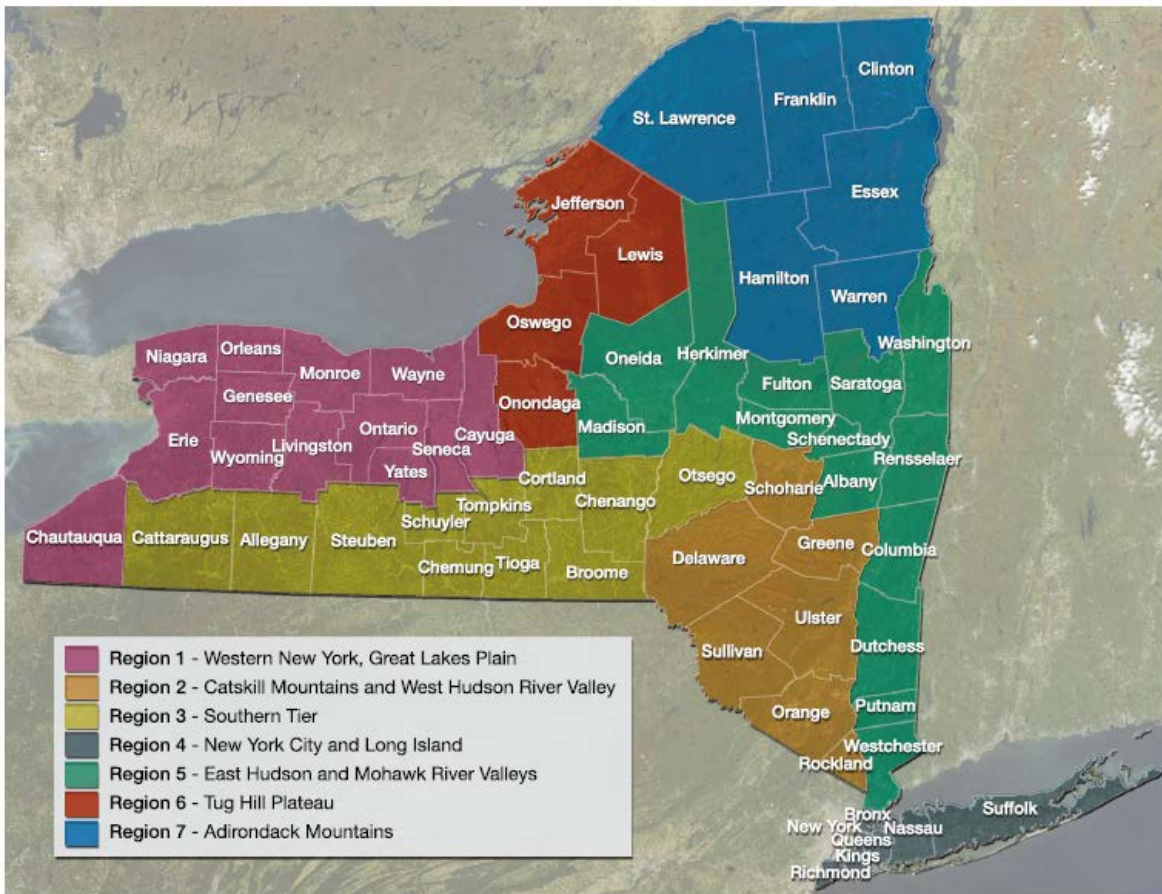 Clinton
Franklin
St. Lawrence
Essex
Jefferson
Lewis
Hamilton
Warren
Oswego
Washington
Niagara
Orleans
Monroe
Wayne
Oneida
Herkimer
Fulton
Saratoga
Genesee
Onondaga
Montgomery
Erie
Ontario
Cayuga
Madison
Schenectady
Wyoming
Livingston
Seneca
Rensselaer
Yates
Cortland
Otsego
Albany
Schoharie
Tompkins
Chenango
Schuyler
Chautauqua
Cattaraugus
Allegany
Steuben
Greene
Columbia
Delaware
Chemung
Tioga
Broome
Ulster
Dutchess
Sullivan
Putnam
Orange
Westchester
Rockland
Region 1 - Western New York, Great Lakes Plain
Region 2 - Catskill Mountains and West Hudson River Valley
Region 3 - Southern Tier
Region 4 - New York City and Long Island
Region 5 - East Hudson and Mohawk River Valleys
Region 6 - Tug Hill Plateau
Region 7 - Adirondack Mountains
Suffolk
Bronx
New York
Nassau
Queens
Kings
Richmond